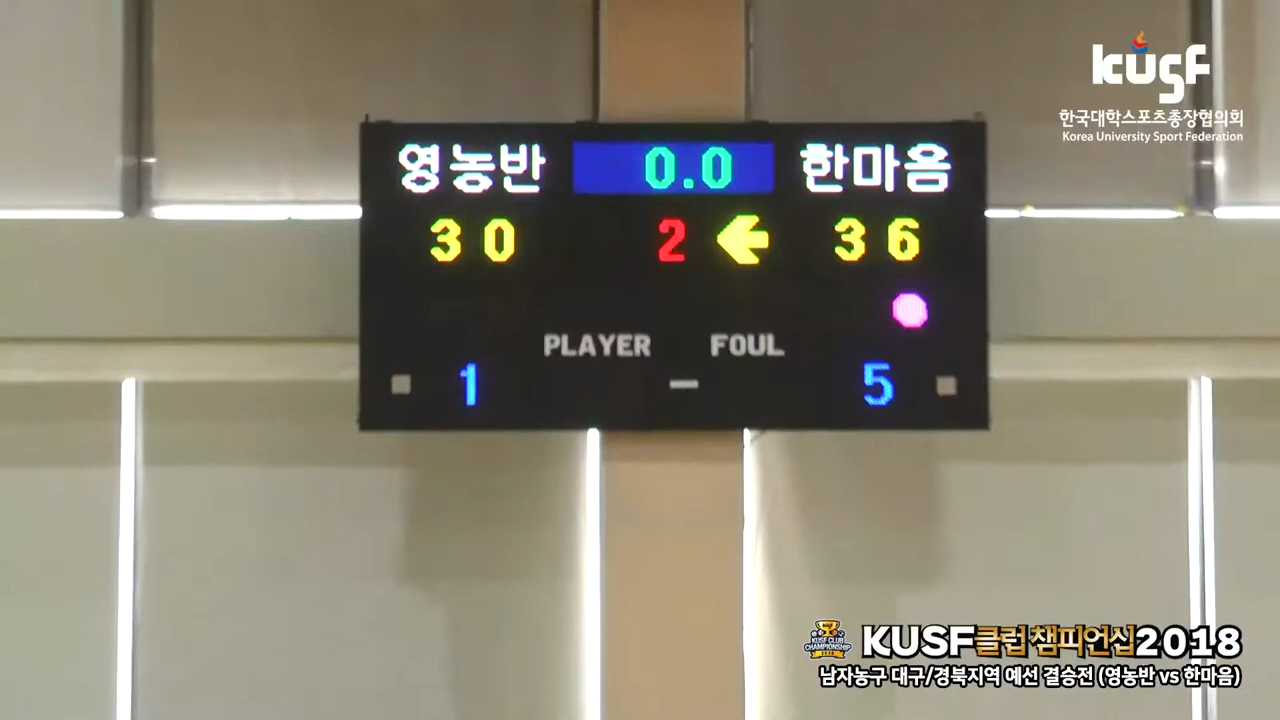 kusf
한국대학스포츠총장협의회
Korea University Sport Federation
영농반 0.0 한마음
30 2 36
PLAYER FOUL
1 - 5
KUSF CLUB CHAMPIONSHIP 2018
KUSF클럽챔피언십2018
남자농구 대구/경북지역 예선 결승전 (영농반 vs 한마음)